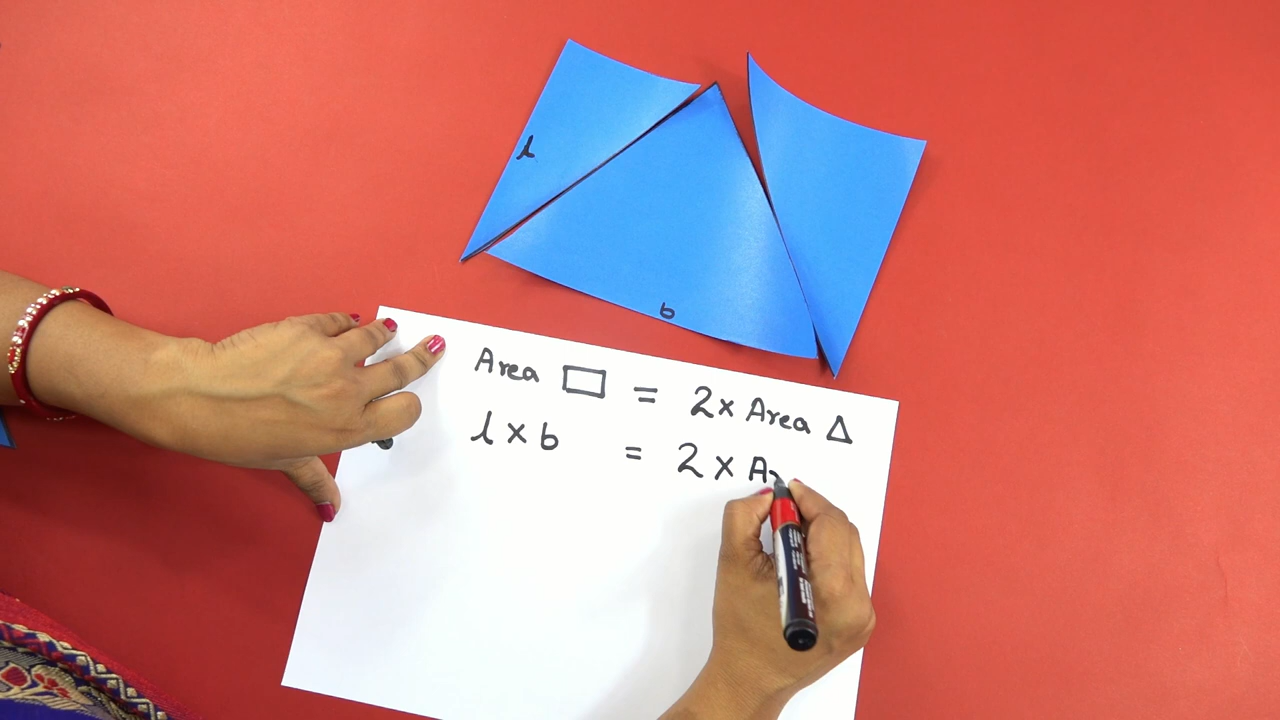 l
b
Area ▭ = 2 × Area Δ
l × b = 2 × A